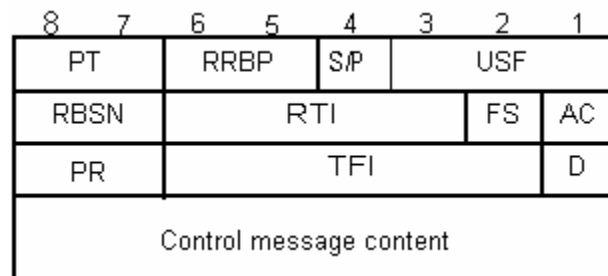 8 7 6 5 4 3 2 1
PT RRBP S/P USF
RBSN RTI FS AC
PR TFI D
Control message content